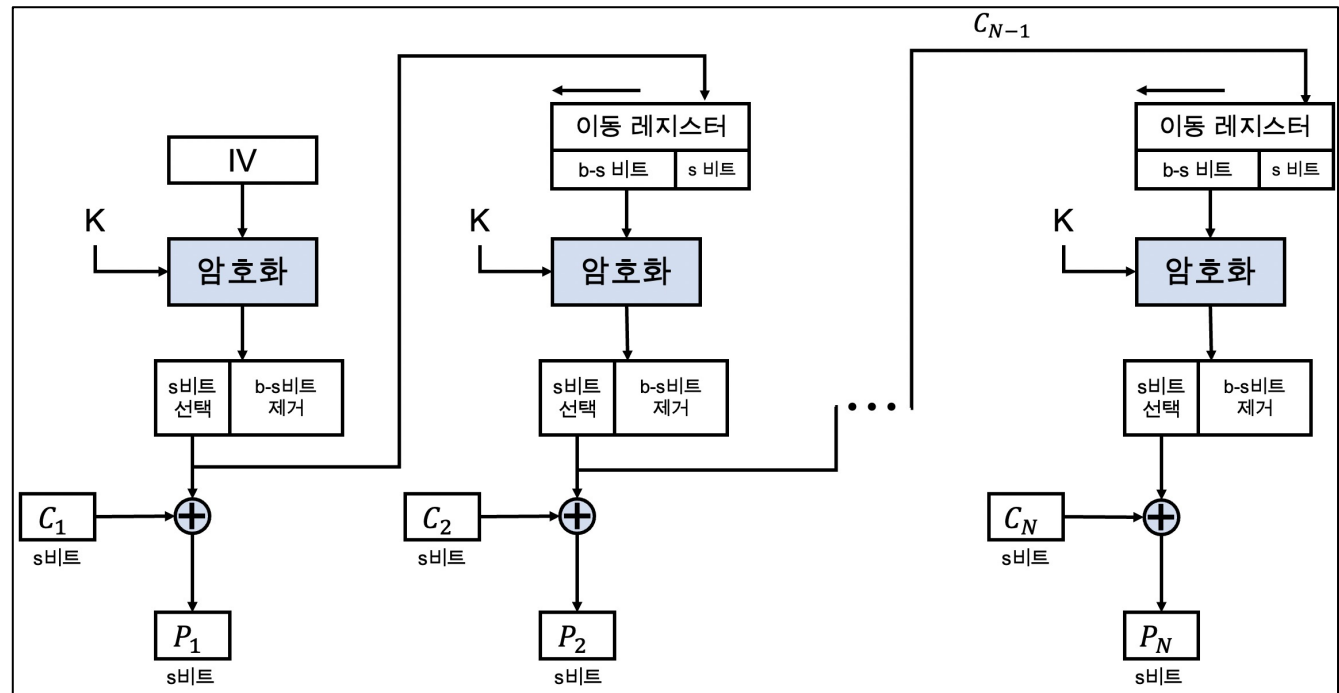 C_{N-1}
이동 레지스터
b-s 비트
s 비트
이동 레지스터
b-s 비트
s 비트
IV
K
암호화
K
암호화
K
암호화
s비트
선택
b-s비트
제거
s비트
선택
b-s비트
제거
s비트
선택
b-s비트
제거
C_1
s비트
C_2
s비트
C_N
s비트
P_1
s비트
P_2
s비트
P_N
s비트